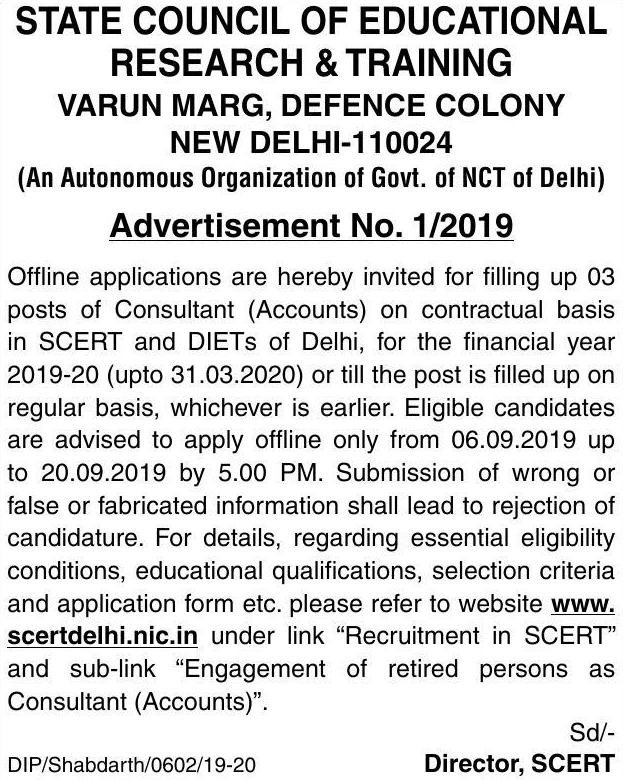 STATE COUNCIL OF EDUCATIONAL
RESEARCH & TRAINING
VARUN MARG, DEFENCE COLONY
NEW DELHI-110024
(An Autonomous Organization of Govt. of NCT of Delhi)
Advertisement No. 1/2019
Offline applications are hereby invited for filling up 03
posts of Consultant (Accounts) on contractual basis
in SCERT and DIETs of Delhi, for the financial year
2019-20 (upto 31.03.2020) or till the post is filled up on
regular basis, whichever is earlier. Eligible candidates
are advised to apply offline only from 06.09.2019 up
to 20.09.2019 by 5.00 PM. Submission of wrong or
false or fabricated information shall lead to rejection of
candidature. For details, regarding essential eligibility
conditions, educational qualifications, selection criteria
and application form etc. please refer to website www.
scertdelhi.nic.in under link “Recruitment in SCERT”
and sub-link “Engagement of retired persons as
Consultant (Accounts)”.
Sd/-
DIP/Shabdarth/0602/19-20 Director, SCERT